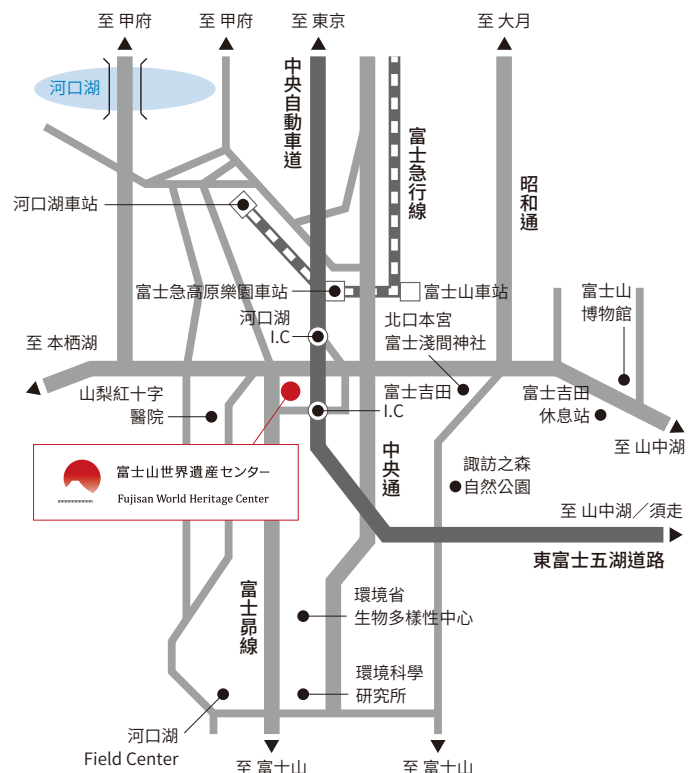 至 甲府
至 甲府
至 東京
至 大月
河口湖
中央自動車道
富士急行線
昭和通
河口湖車站
富士急高原樂園車站
富士山車站
富士山
博物館
河口湖
I.C
北口本宮
富士淺間神社
至 本栖湖
山梨紅十字
醫院
富士吉田
I.C
富士吉田
休息站
至 山中湖
富士山世界遺産センター
Fujisan World Heritage Center
中央通
諏訪之森
自然公園
至 山中湖／須走
東富士五湖道路
富士昴線
環境省
生物多樣性中心
環境科學
研究所
河口湖
Field Center
至 富士山
至 富士山